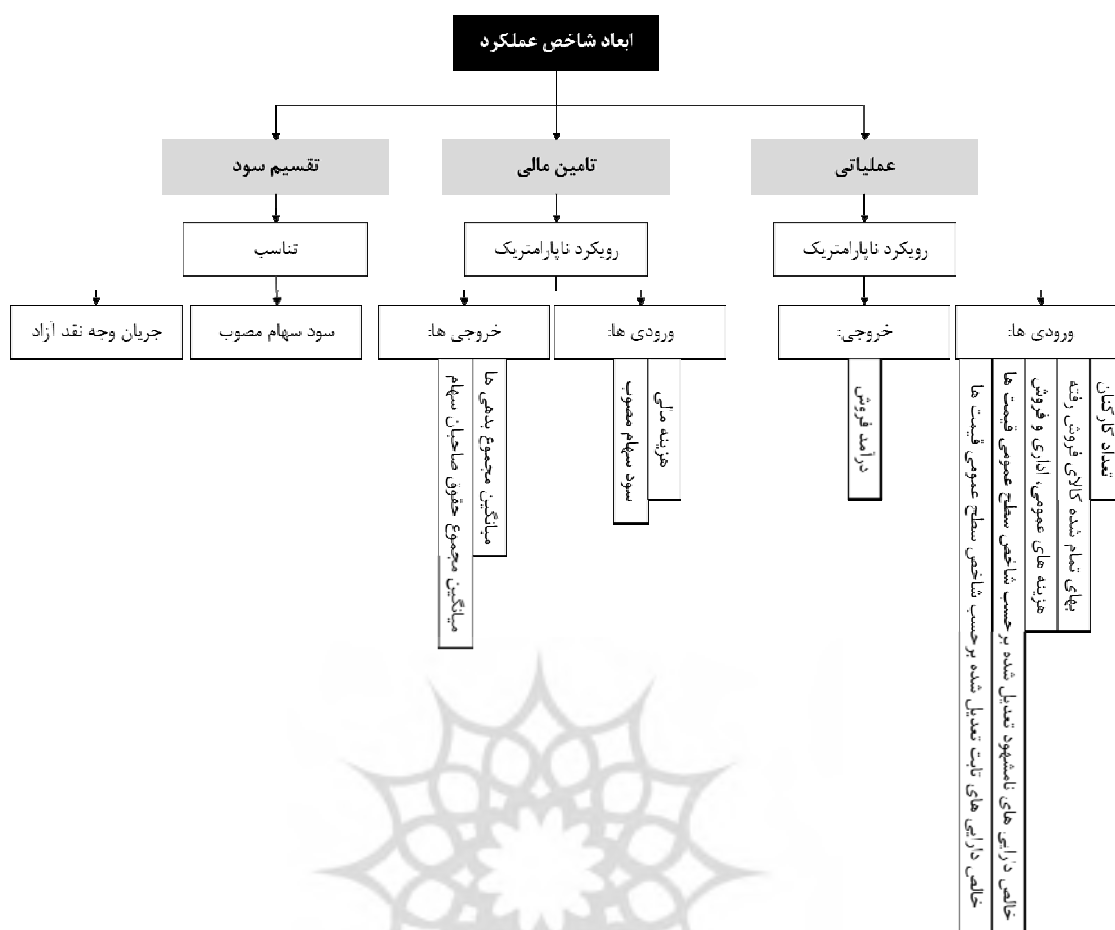 ابعاد شاخص عملکرد
عملیاتی
تامین مالی
تقسیم سود
رویکرد ناپارامتریک
رویکرد ناپارامتریک
تناسب
ورودی ها:
خروجی:
ورودی ها:
خروجی ها:
سود سهام مصوب
جریان وجه نقد آزاد
تعداد کارکنان
بهای تمام شده کالای فروش رفته
هزینه های عمومی، اداری و فروش
خالص دارایی های نامشهود تعدیل شده برحسب شاخص سطح عمومی قیمت ها
خالص دارایی های ثابت تعدیل شده برحسب شاخص سطح عمومی قیمت ها
درآمد فروش
هزینه مالی
سود سهام مصوب
میانگین مجموع بدهی ها
میانگین مجموع حقوق صاحبان سهام